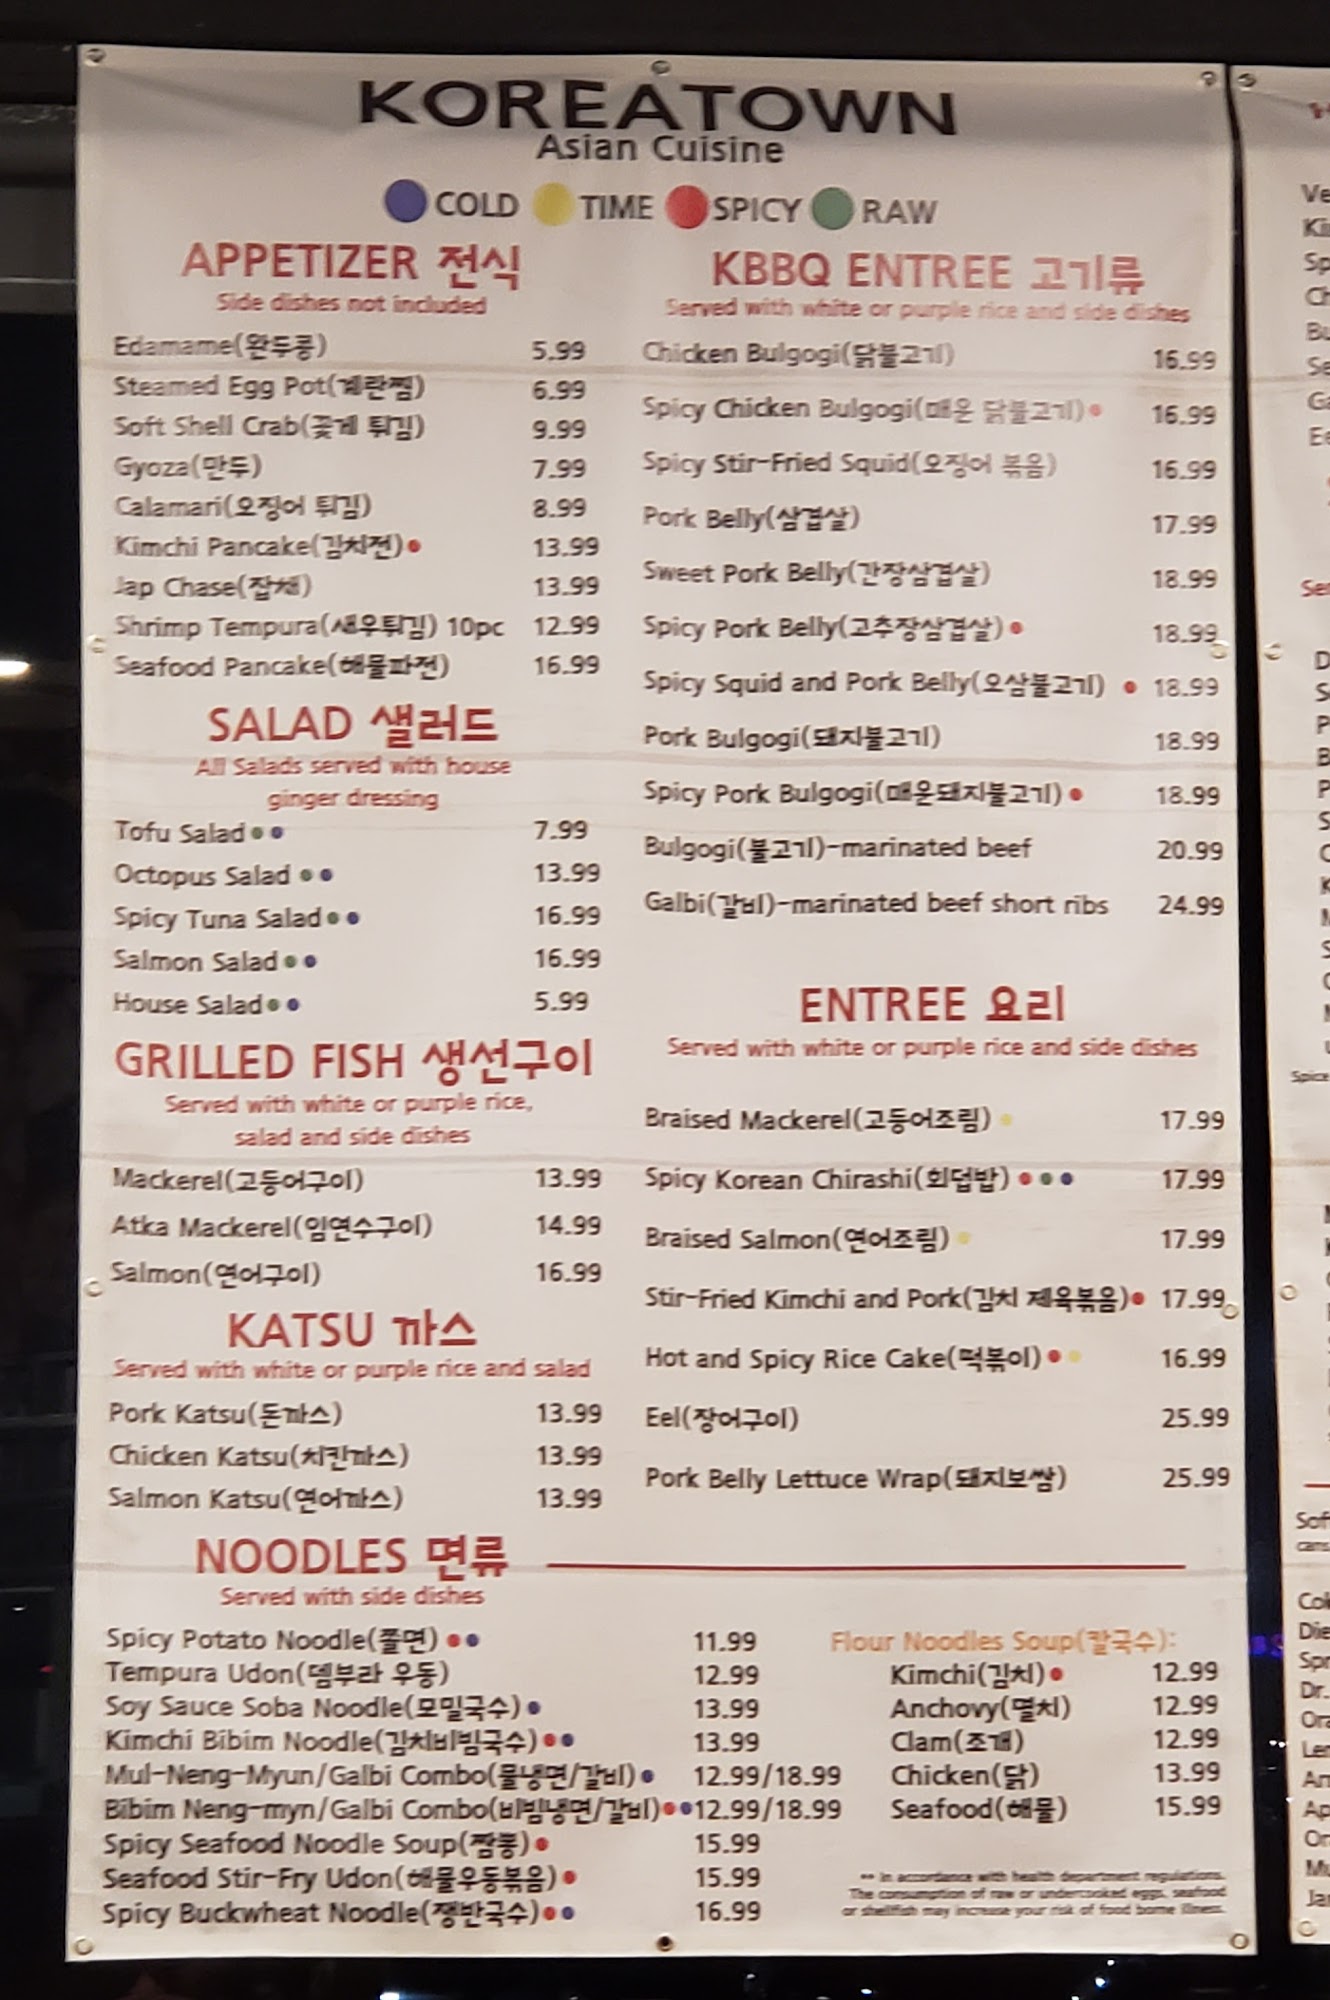 KOREATOWN
Asian Cuisine
COLD TIME SPICY RAW
APPETIZER 전식
Side dishes not included
Edamame(완두콩) 5.99
Steamed Egg Pot(계란찜) 6.99
Soft Shell Crab(꽃게 튀김) 9.99
Gyoza(만두) 7.99
Calamari(오징어 튀김) 8.99
Kimchi Pancake(김치전) 13.99
Jap Chase(잡채) 13.99
Shrimp Tempura(새우튀김) 10pc 12.99
Seafood Pancake(해물파전) 16.99
SALAD 샐러드
All Salads served with house
ginger dressing
Tofu Salad 7.99
Octopus Salad 13.99
Spicy Tuna Salad 16.99
Salmon Salad 16.99
House Salad 5.99
GRILLED FISH 생선구이
Served with white or purple rice,
salad and side dishes
Mackerel(고등어구이) 13.99
Atka Mackerel(임연수구이) 14.99
Salmon(연어구이) 16.99
KATSU 까스
Served with white or purple rice and salad
Pork Katsu(돈까스) 13.99
Chicken Katsu(치킨까스) 13.99
Salmon Katsu(연어까스) 13.99
KBBQ ENTREE 고기류
Served with white or purple rice and side dishes
Chicken Bulgogi(닭불고기) 16.99
Spicy Chicken Bulgogi(매운 닭불고기) 16.99
Spicy Stir-Fried Squid(오징어 볶음) 16.99
Pork Belly(삼겹살) 17.99
Sweet Pork Belly(간장삼겹살) 18.99
Spicy Pork Belly(고추장삼겹살) 18.99
Spicy Squid and Pork Belly(오삼불고기) 18.99
Pork Bulgogi(돼지불고기) 18.99
Spicy Pork Bulgogi(매운돼지불고기) 18.99
Bulgogi(불고기)-marinated beef 20.99
Galbi(갈비)-marinated beef short ribs 24.99
ENTREE 요리
Served with white or purple rice and side dishes
Braised Mackerel(고등어조림) 17.99
Spicy Korean Chirashi(회덥밥) 17.99
Braised Salmon(연어조림) 17.99
Stir-Fried Kimchi and Pork(김치 제육볶음) 17.99
Hot and Spicy Rice Cake(떡볶이) 16.99
Eel(장어구이) 25.99
Pork Belly Lettuce Wrap(돼지보쌈) 25.99
NOODLES 면류
Served with side dishes
Spicy Potato Noodle(쫄면) 11.99
Tempura Udon(뎀부라 우동) 12.99
Soy Sauce Soba Noodle(모밀국수) 13.99
Kimchi Bibim Noodle(김치비빔국수) 13.99
Mul-Neng-Myun/Galbi Combo(물냉면/갈비) 12.99/18.99
Bibim Neng-myn/Galbi Combo(비빔냉면/갈비) 12.99/18.99
Spicy Seafood Noodle Soup(짬뽕) 15.99
Seafood Stir-Fry Udon(해물우동볶음) 15.99
Spicy Buckwheat Noodle(쟁반국수) 16.99
Flour Noodles Soup(칼국수):
Kimchi(김치) 12.99
Anchovy(멸치) 12.99
Clam(조개) 12.99
Chicken(닭) 13.99
Seafood(해물) 15.99
** In accordance with health department regulations.
The consumption of raw or undercooked eggs, seafood
or shellfish may increase your risk of food borne illness.